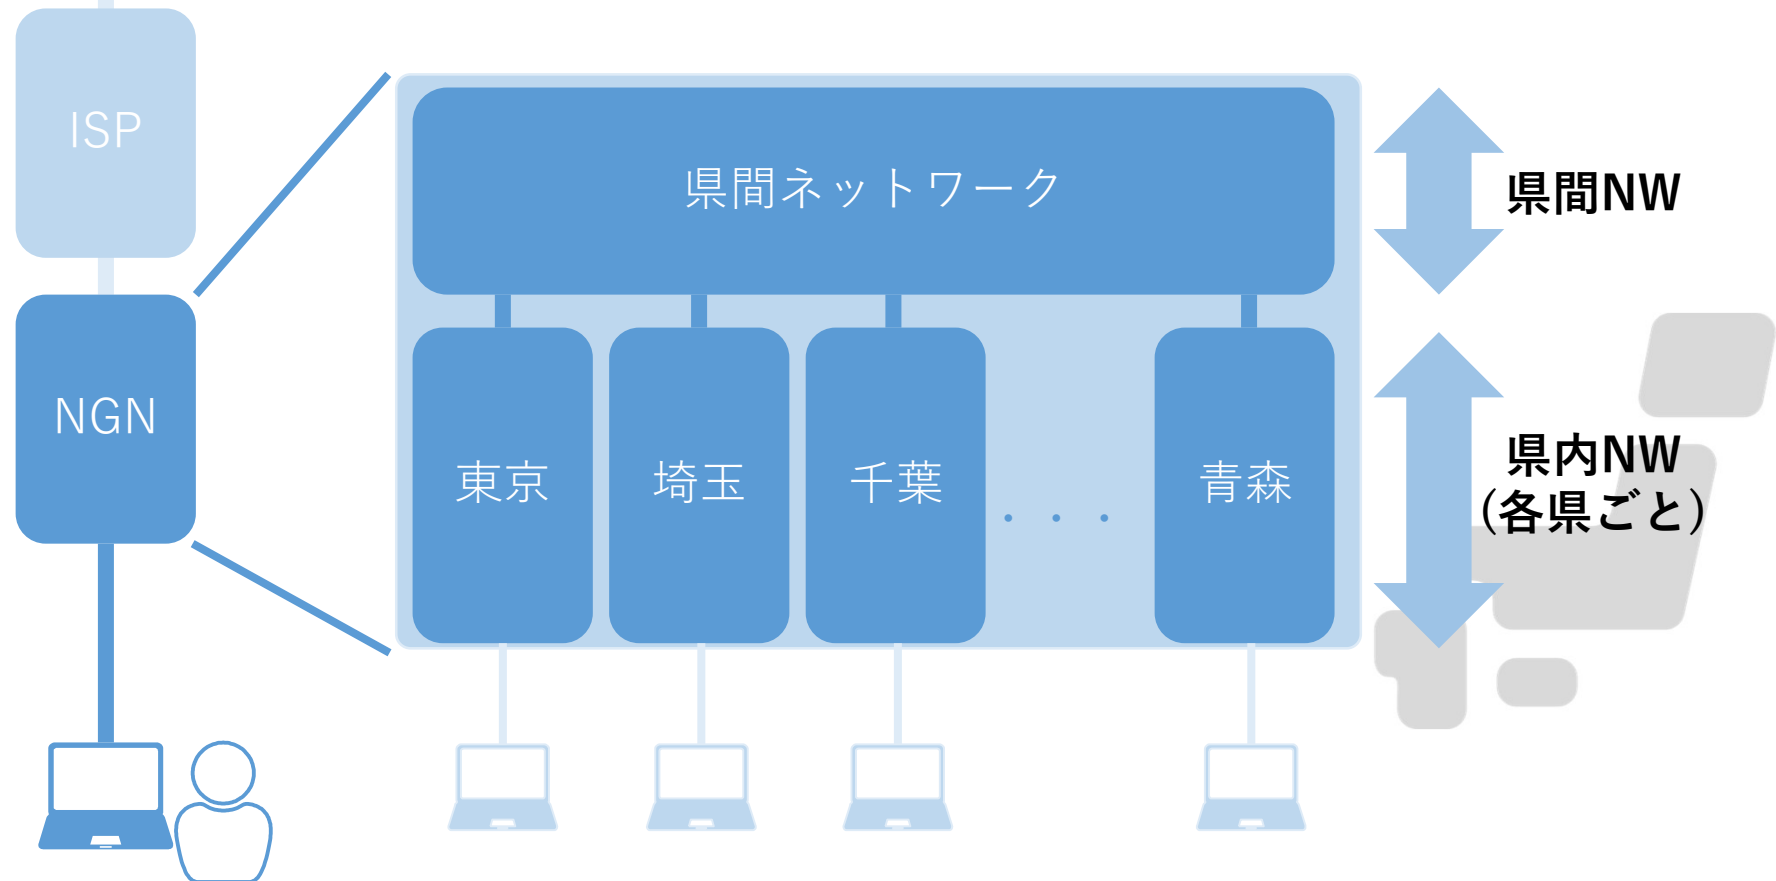 ISP
NGN
県間ネットワーク
東京
埼玉
千葉
・・・
青森
県間NW
県内NW
(各県ごと)